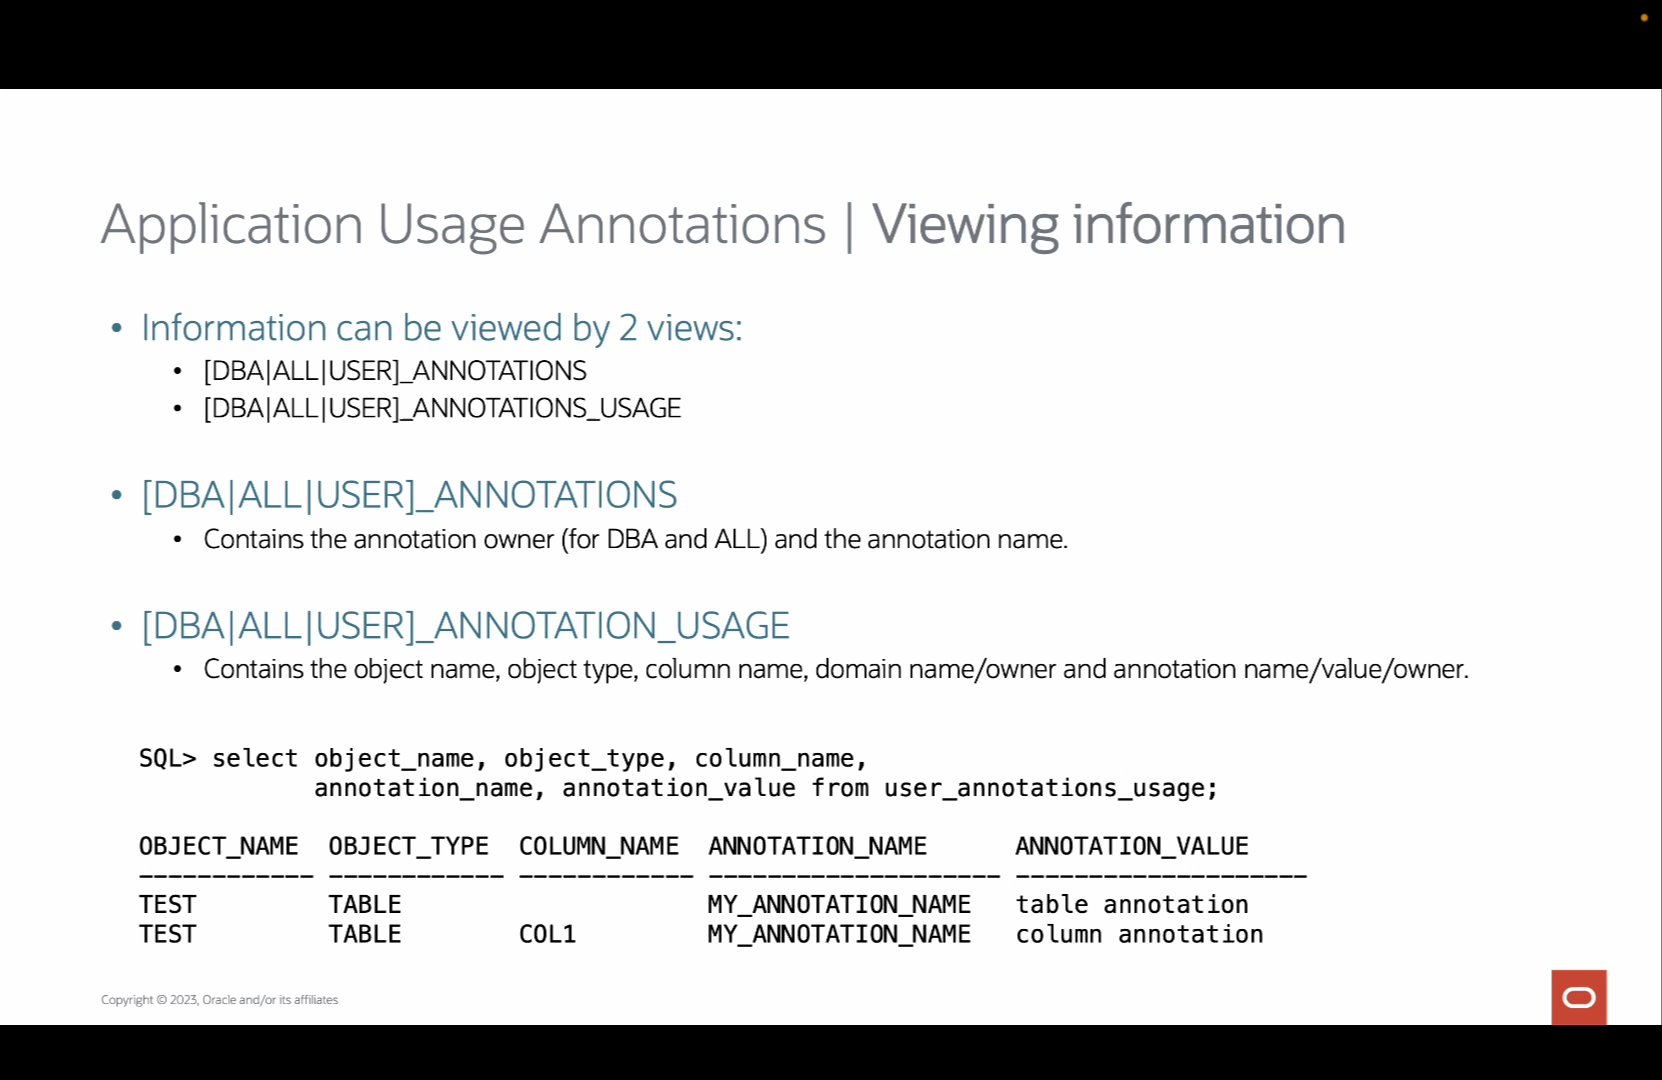 Application Usage Annotations | Viewing information
• Information can be viewed by 2 views:
• [DBA|ALL|USER]_ANNOTATIONS
• [DBA|ALL|USER]_ANNOTATIONS_USAGE
• [DBA|ALL|USER]_ANNOTATIONS
• Contains the annotation owner (for DBA and ALL) and the annotation name.
• [DBA|ALL|USER]_ANNOTATION_USAGE
• Contains the object name, object type, column name, domain name/owner and annotation name/value/owner.
SQL> select object_name, object_type, column_name,
            annotation_name, annotation_value from user_annotations_usage;
OBJECT_NAME  OBJECT_TYPE  COLUMN_NAME  ANNOTATION_NAME      ANNOTATION_VALUE
------------ ------------ ------------ -------------------- --------------------
TEST         TABLE                     MY_ANNOTATION_NAME   table annotation
TEST         TABLE        COL1         MY_ANNOTATION_NAME   column annotation
Copyright © 2023, Oracle and/or its affiliates